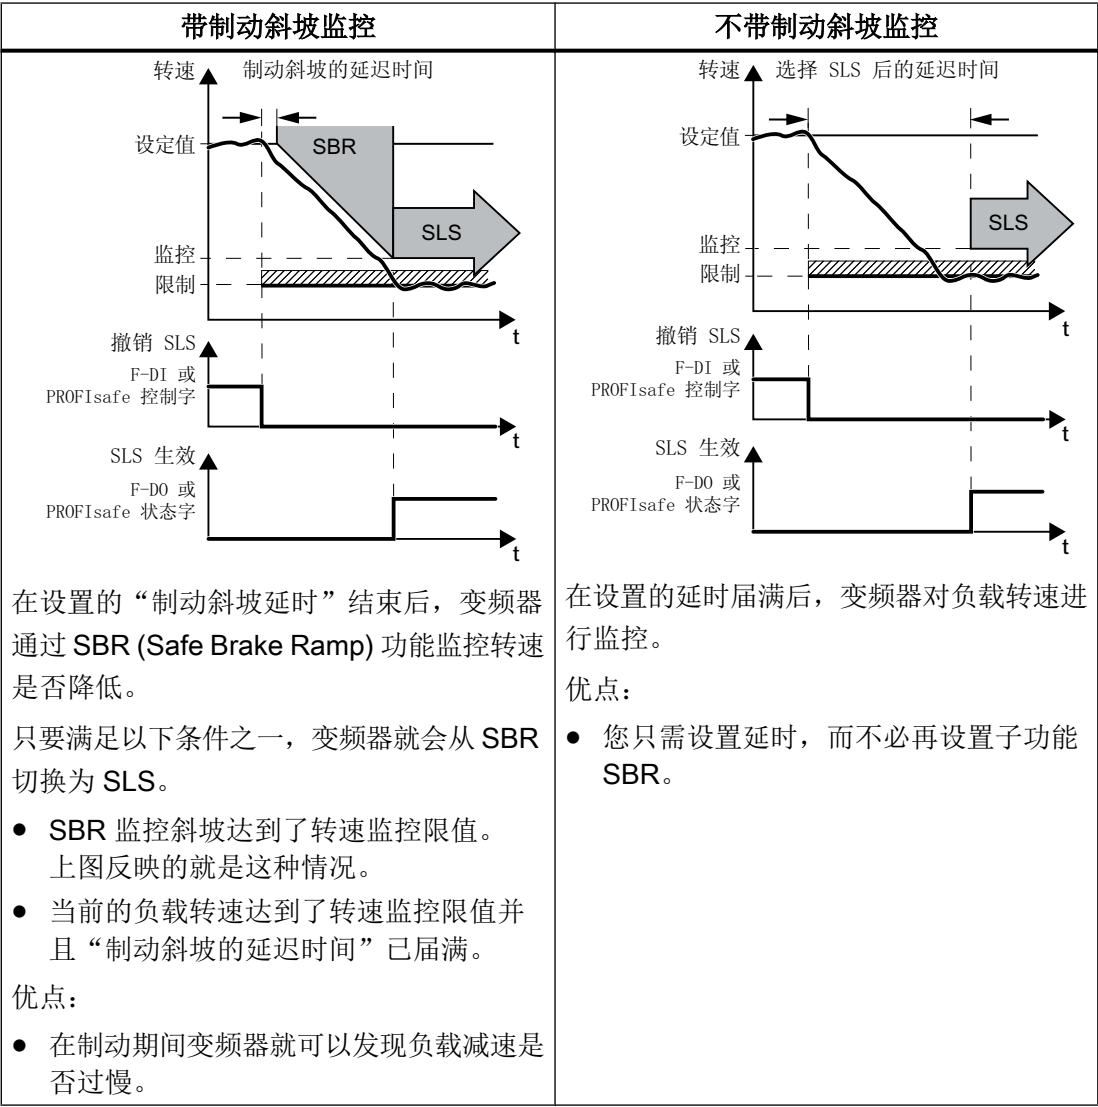 带制动斜坡监控
转速
制动斜坡的延迟时间
设定值
SBR
SLS
监控
限制
t
撤销 SLS
F-DI 或
PROFIsafe 控制字
t
SLS 生效
F-DO 或
PROFIsafe 状态字
t
在设置的“制动斜坡延时”结束后，变频器
通过 SBR (Safe Brake Ramp) 功能监控转速
是否降低。
只要满足以下条件之一，变频器就会从 SBR
切换为 SLS。
● SBR 监控斜坡达到了转速监控限值。
上图反映的就是这种情况。
● 当前的负载转速达到了转速监控限值并
且“制动斜坡的延迟时间”已届满。
优点：
● 在制动期间变频器就可以发现负载减速是
否过慢。
不带制动斜坡监控
转速
选择 SLS 后的延迟时间
设定值
SLS
监控
限制
t
撤销 SLS
F-DI 或
PROFIsafe 控制字
t
SLS 生效
F-DO 或
PROFIsafe 状态字
t
在设置的延时届满后，变频器对负载转速进
行监控。
优点：
● 您只需设置延时，而不必再设置子功能
SBR。